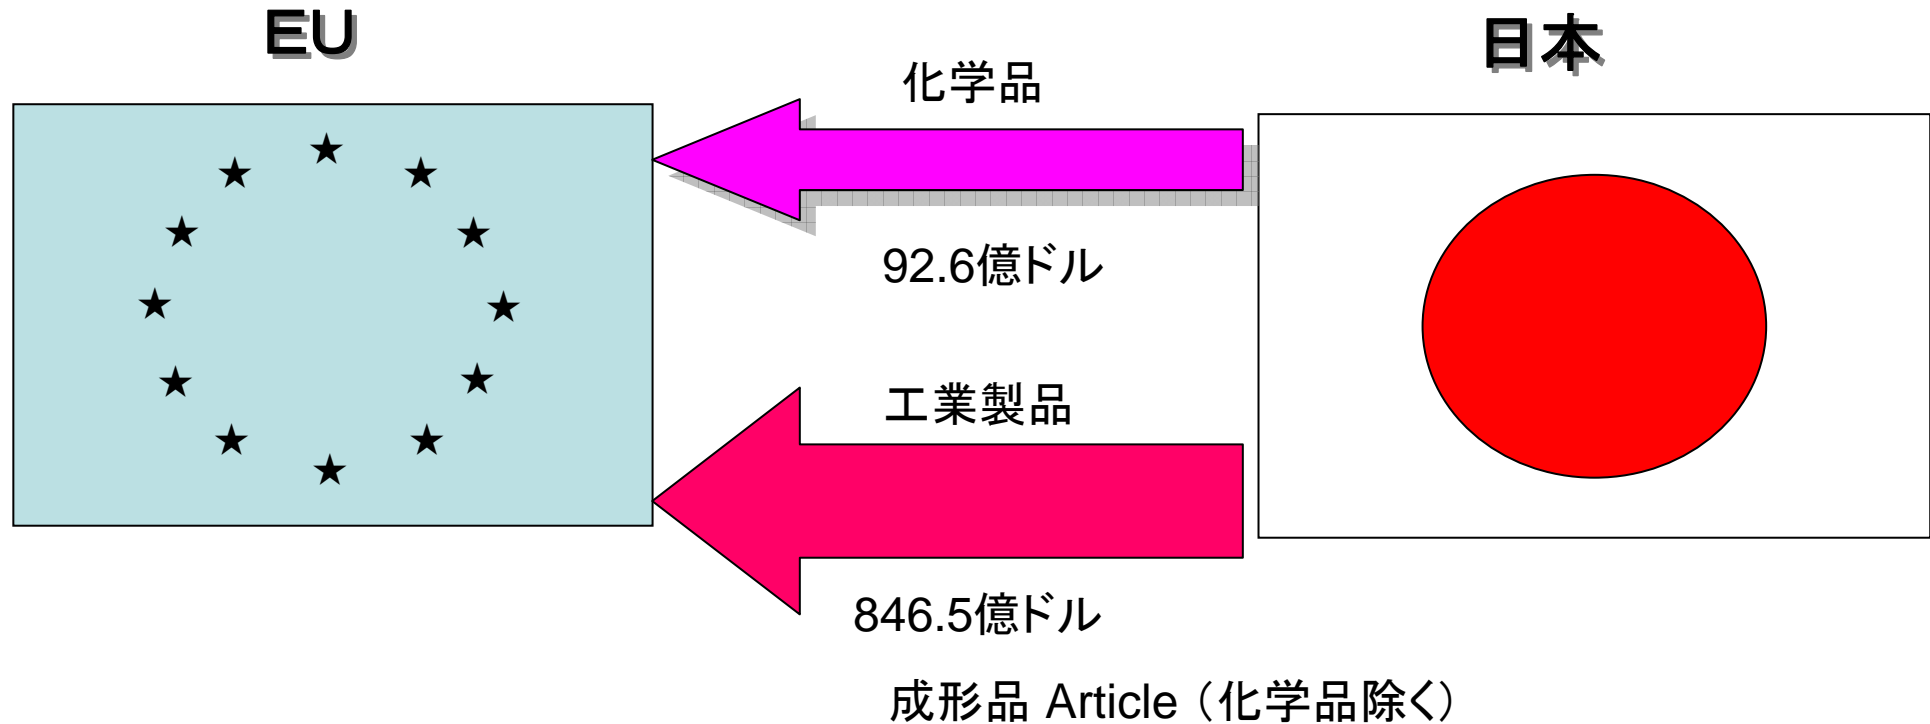 EU
日本
化学品
92.6億ドル
工業製品
846.5億ドル
成形品 Article（化学品除く）